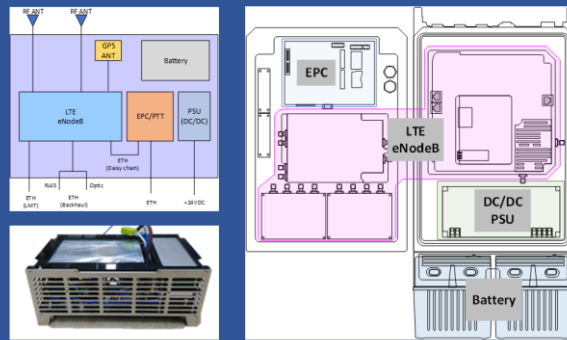 RF ANT
RF ANT
GPS
ANT
Battery
LTE
eNodeB
EPC/PTT
PSU
(DC/DC)
ETH
(Daisy chain)
RJ45
Optic
ETH
(LMT)
ETH
(Backhaul)
ETH
+24VDC
EPC
LTE
eNodeB
DC/DC
PSU
Battery